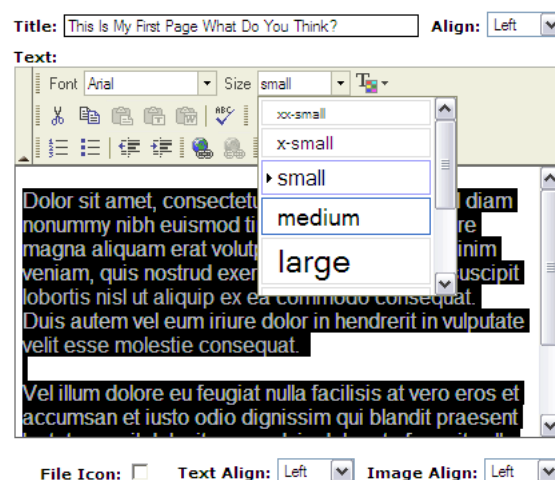 Title: This Is My First Page What Do You Think? Align: Left
Text:
Font Arial Size small
ABC
xx-small
x-small
small
medium
large
Dolor sit amet, consectetu diam
nonummy nibh euismod ti re
magna aliquam erat volutp inim
veniam, quis nostrud exer suscipit
lobortis nisl ut aliquip ex ea commodo consequat.
Duis autem vel eum iriure dolor in hendrerit in vulputate
velit esse molestie consequat.
Vel illum dolore eu feugiat nulla facilisis at vero eros et
accumsan et iusto odio dignissim qui blandit praesent
File Icon: Text Align: Left Image Align: Left